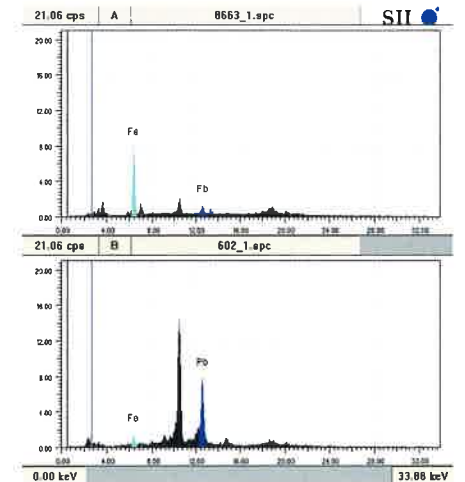 21.06 cps A 8663_1.spc SII
20.00
16.00
12.00
Fe
8.00
4.00 Pb
0.00
0.00 4.00 8.00 12.00 16.00 20.00 24.00 28.00 32.00
21.06 cps B 602_1.spc
20.00
16.00
12.00
Pb
8.00
4.00 Fe
0.00
0.00 4.00 8.00 12.00 16.00 20.00 24.00 28.00 32.00
0.00 keV 33.88 keV